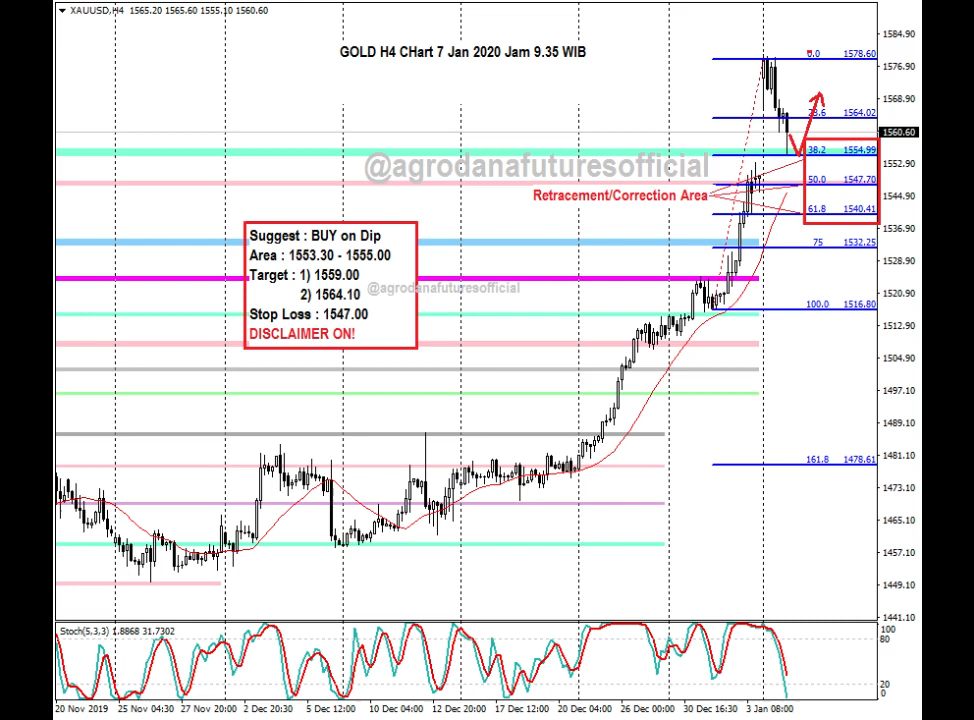 XAUUSD,H4 1565.20 1565.60 1555.10 1560.60
GOLD H4 CHart 7 Jan 2020 Jam 9.35 WIB
1584.90
0.0 1578.60
1576.90
1568.90
23.6 1564.02
1560.60
38.2 1554.99
@agrodanafuturesofficial
1552.90
50.0 1547.70
Retracement/Correction Area
1544.90
61.8 1540.41
1536.90
75 1532.25
Suggest : BUY on Dip
Area : 1553.30 - 1555.00
Target : 1) 1559.00
2) 1564.10
Stop Loss : 1547.00
DISCLAIMER ON!
@agrodanafuturesofficial
1528.90
1520.90
100.0 1516.80
1512.90
1504.90
1497.10
1489.10
1481.10
161.8 1478.61
1473.10
1465.10
1457.10
1449.10
1441.10
Stoch(5,3,3) 1.8868 31.7302
100
80
20
0
20 Nov 2019 25 Nov 04:30 27 Nov 20:00 2 Dec 20:30 5 Dec 12:00 10 Dec 04:00 12 Dec 20:00 17 Dec 12:00 20 Dec 04:00 26 Dec 00:00 30 Dec 16:30 3 Jan 08:00